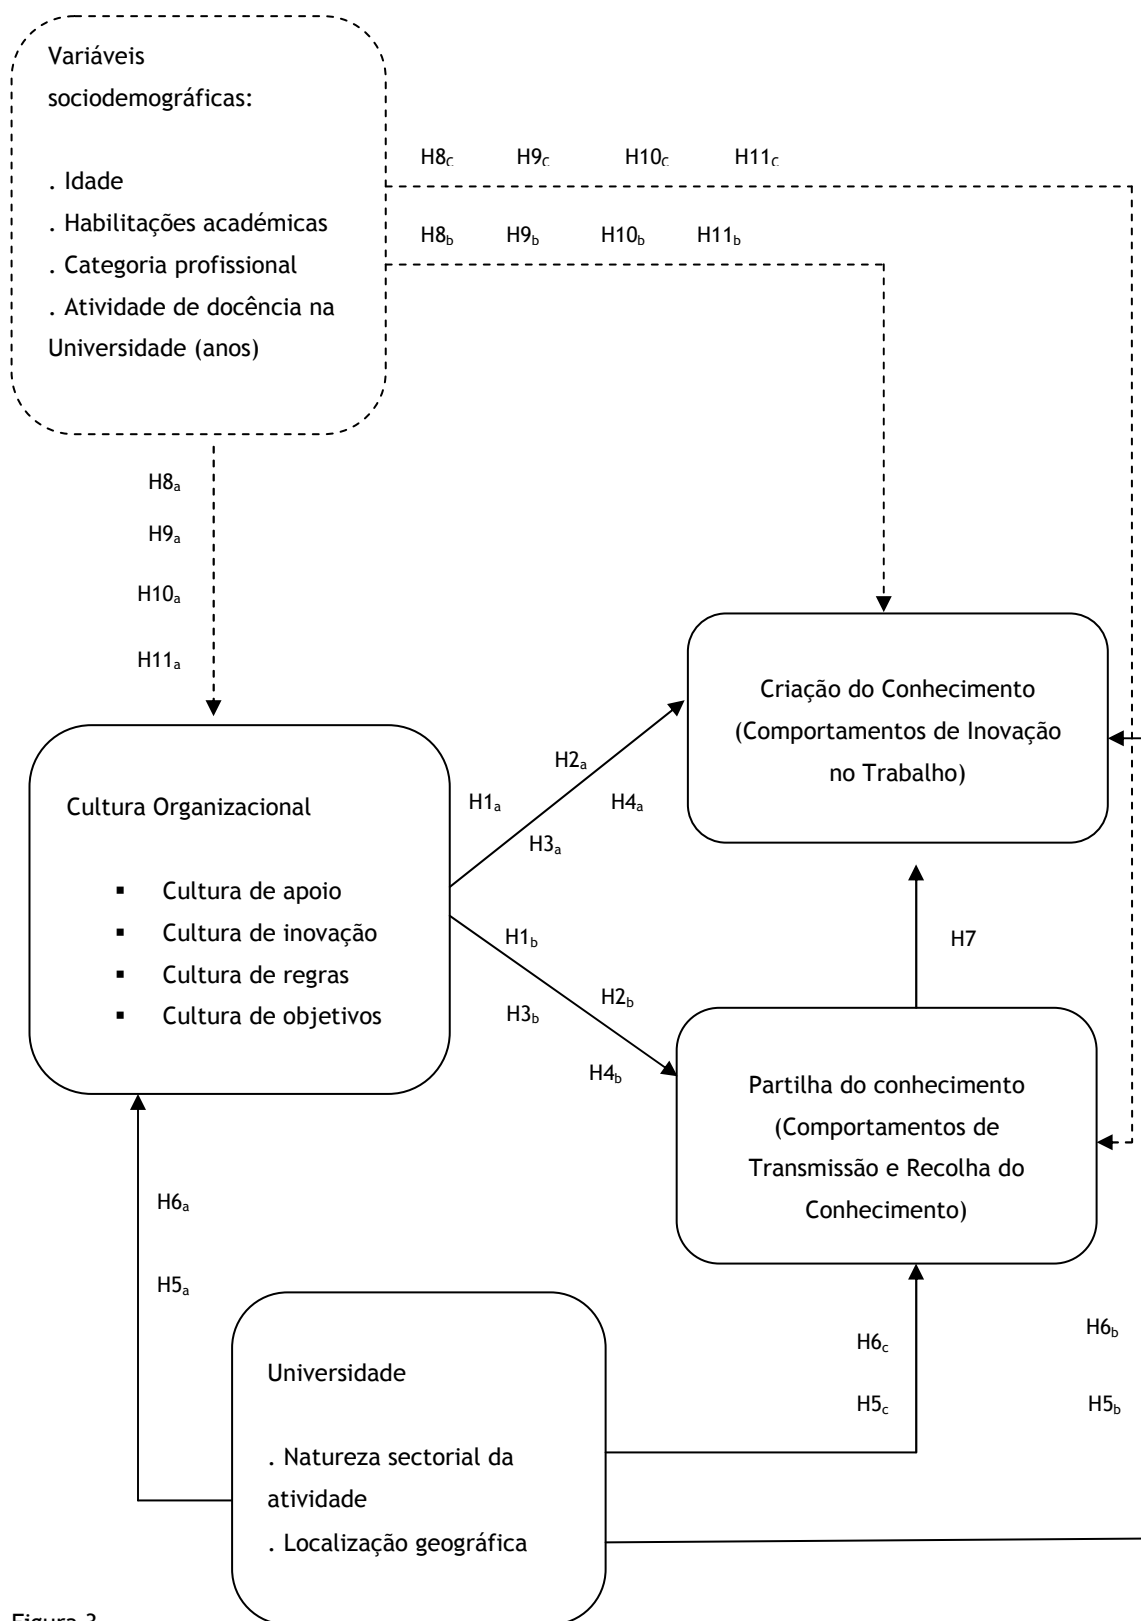 Variáveis
sociodemográficas:
. Idade
. Habilitações académicas
. Categoria profissional
. Atividade de docência na
Universidade (anos)
H8c H9c H10c H11c
H8b H9b H10b H11b
H8a
H9a
H10a
H11a
Criação do Conhecimento
(Comportamentos de Inovação
no Trabalho)
Cultura Organizacional
▪ Cultura de apoio
▪ Cultura de inovação
▪ Cultura de regras
▪ Cultura de objetivos
H2a
H1a H4a
H3a
H1b
H2b
H3b
H4b
H7
Partilha do conhecimento
(Comportamentos de
Transmissão e Recolha do
Conhecimento)
H6a
H5a
Universidade
. Natureza sectorial da
atividade
. Localização geográfica
H6c
H5c
H6b
H5b